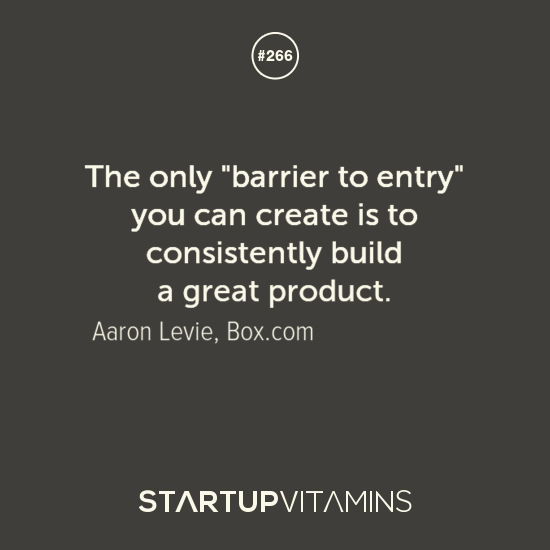 #266
The only "barrier to entry"
you can create is to
consistently build
a great product.
Aaron Levie, Box.com
STARTUPVITAMINS